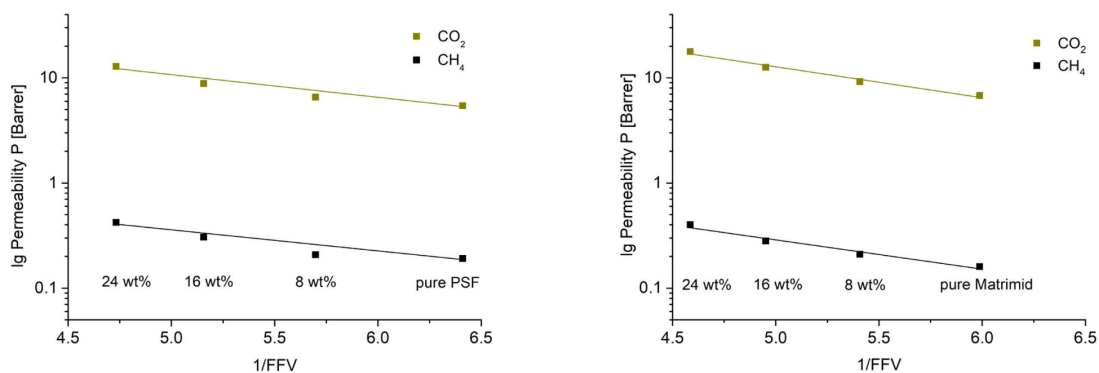 CO2
CH4
lg Permeability P [Barrer]
10
1
0.1
24 wt%
16 wt%
8 wt%
pure PSF
4.5
5.0
5.5
6.0
6.5
1/FFV
CO2
CH4
lg Permeability P [Barrer]
10
1
0.1
24 wt%
16 wt%
8 wt%
pure Matrimid
4.5
5.0
5.5
6.0
6.5
1/FFV